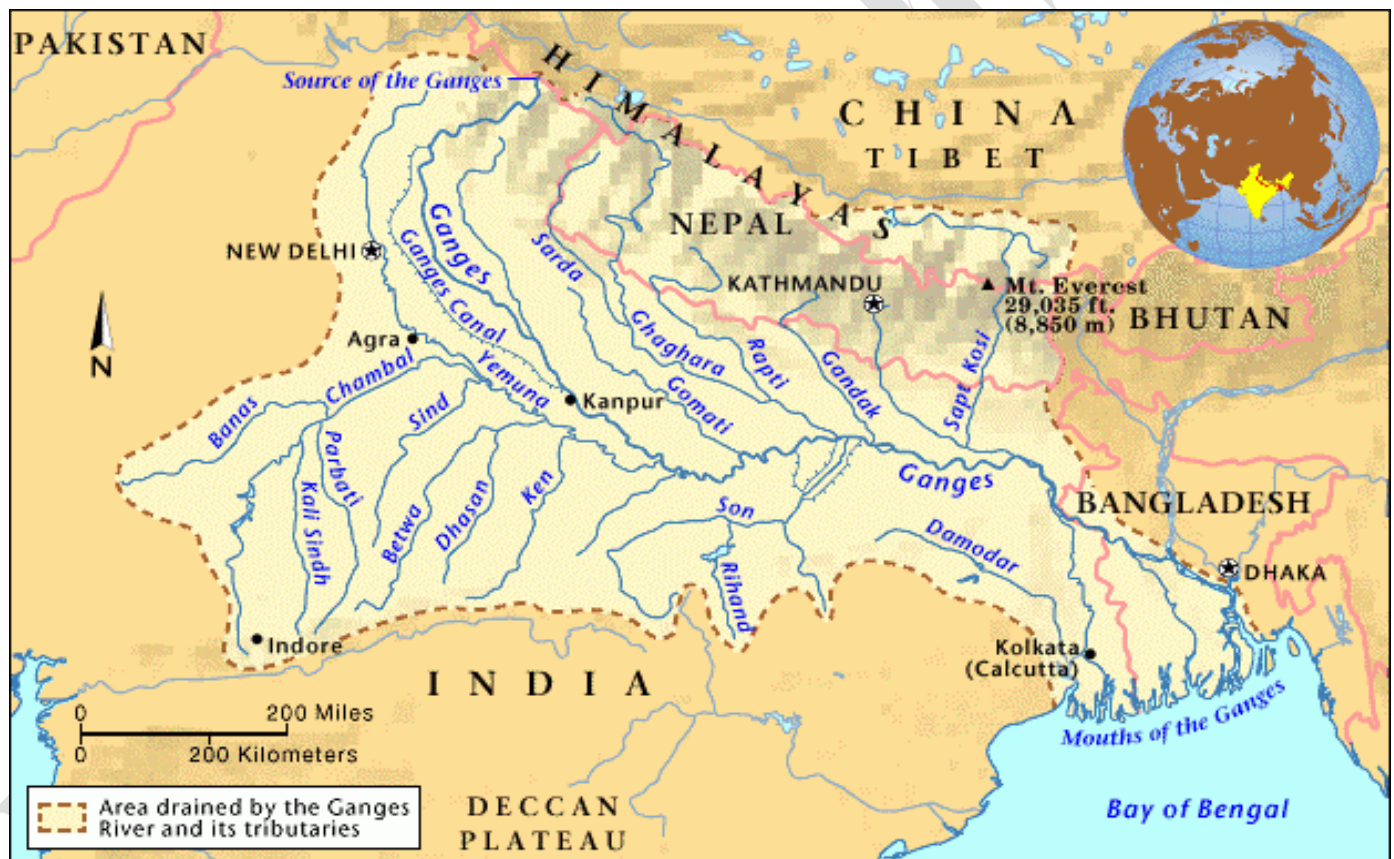 PAKISTAN
Source of the Ganges
HIMALAYAS
CHINA
TIBET
NEW DELHI
Ganges
Ganges Canal
Sarda
NEPAL
KATHMANDU
Mt. Everest
29,035 ft.
(8,850 m)
BHUTAN
N
Agra
Chambal
Yemuna
Kanpur
Ghaghara
Rapti
Gandak
Sapt Kosi
Gomati
Banas
Sind
Parbati
Kali Sindh
Betwa
Dhasan
Ken
Son
Rihand
Ganges
Damodar
BANGLADESH
DHAKA
Indore
Kolkata
(Calcutta)
INDIA
Mouths of the Ganges
0 200 Miles
0 200 Kilometers
Area drained by the Ganges
River and its tributaries
DECCAN
PLATEAU
Bay of Bengal